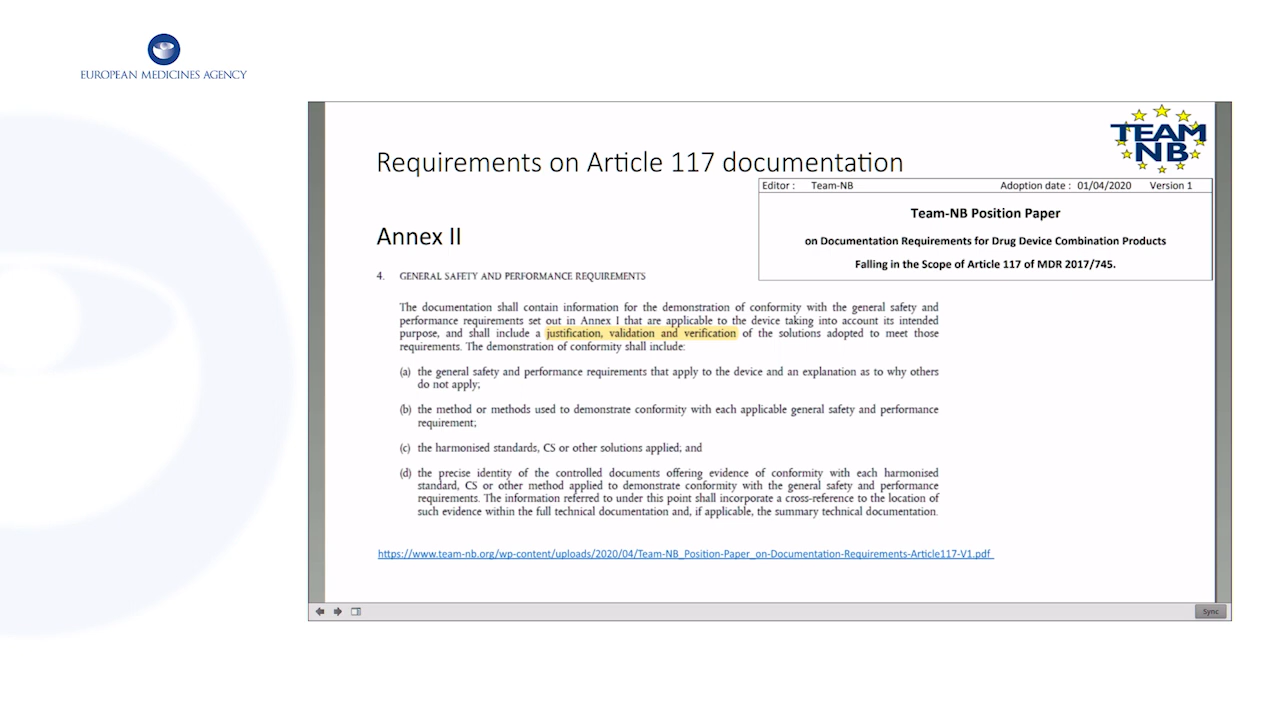 EUROPEAN MEDICINES AGENCY
TEAM
NB
Requirements on Article 117 documentation
Editor : Team-NB Adoption date : 01/04/2020 Version 1
Team-NB Position Paper
on Documentation Requirements for Drug Device Combination Products
Falling in the Scope of Article 117 of MDR 2017/745.
Annex II
4. GENERAL SAFETY AND PERFORMANCE REQUIREMENTS
The documentation shall contain information for the demonstration of conformity with the general safety and
performance requirements set out in Annex I that are applicable to the device taking into account its intended
purpose, and shall include a justification, validation and verification of the solutions adopted to meet those
requirements. The demonstration of conformity shall include:
(a) the general safety and performance requirements that apply to the device and an explanation as to why others
do not apply;
(b) the method or methods used to demonstrate conformity with each applicable general safety and performance
requirement;
(c) the harmonised standards, CS or other solutions applied; and
(d) the precise identity of the controlled documents offering evidence of conformity with each harmonised
standard, CS or other method applied to demonstrate conformity with the general safety and performance
requirements. The information referred to under this point shall incorporate a cross-reference to the location of
such evidence within the full technical documentation and, if applicable, the summary technical documentation.
https://www.team-nb.org/wp-content/uploads/2020/04/Team-NB_Position-Paper_on-Documentation-Requirements-Article117-V1.pdf
Sync